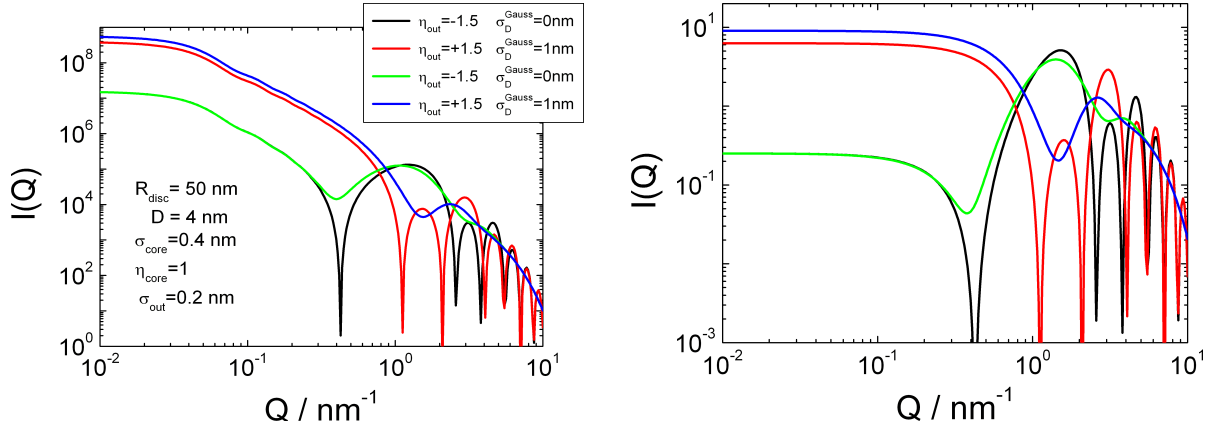 η_out=-1.5 σ_D^Gauss=0nm
η_out=+1.5 σ_D^Gauss=1nm
η_out=-1.5 σ_D^Gauss=0nm
η_out=+1.5 σ_D^Gauss=1nm
I(Q)
10^8
10^6
10^4
10^2
10^0
R_disc= 50 nm
D = 4 nm
σ_core=0.4 nm
η_core=1
σ_out=0.2 nm
10^-2 10^-1 10^0 10^1
Q / nm^-1
I(Q)
10^1
10^-1
10^-3
10^-2 10^-1 10^0 10^1
Q / nm^-1